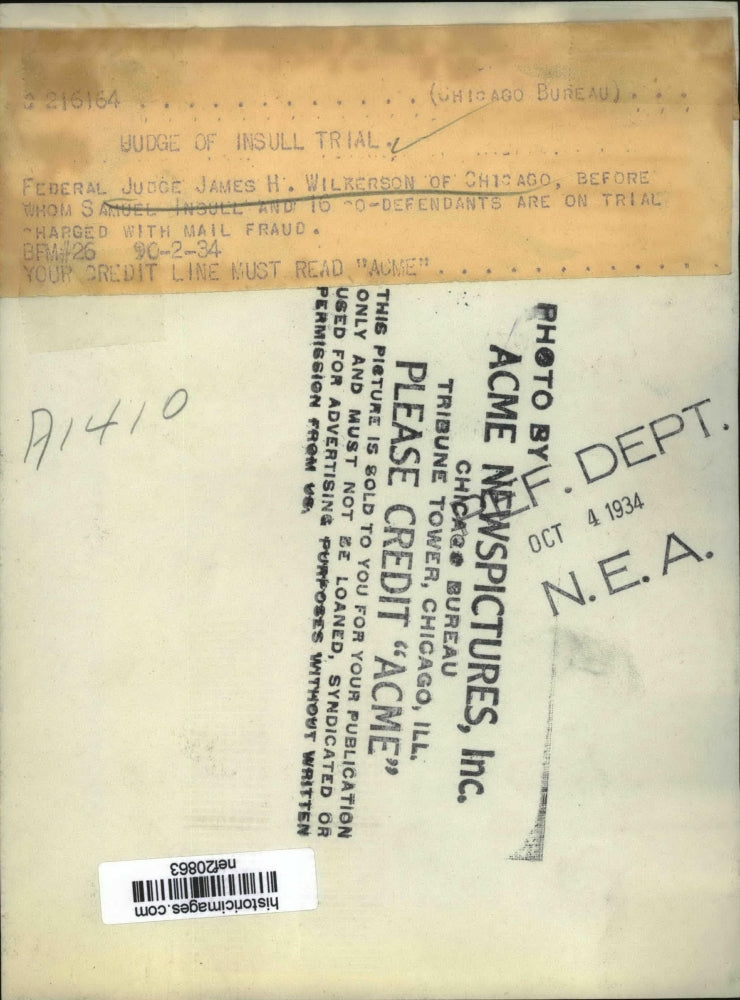 216164 . . . . . . . . . . . . . (CHICAGO BUREAU) . . .
JUDGE OF INSULL TRIAL.
FEDERAL JUDGE JAMES H. WILKERSON OF CHICAGO, BEFORE
WHOM SAMUEL INSULL AND 16 CO-DEFENDANTS ARE ON TRIAL
CHARGED WITH MAIL FRAUD.
BFM#26 90-2-34
YOUR CREDIT LINE MUST READ "ACME" . . . . . . . . . . .
A1410
PHOTO BY
ACME NEWSPICTURES, Inc.
CHICAGO BUREAU
TRIBUNE TOWER, CHICAGO, ILL.
PLEASE CREDIT "ACME"
THIS PICTURE IS SOLD TO YOU FOR YOUR PUBLICATION
ONLY AND MUST NOT BE LOANED, SYNDICATED OR
USED FOR ADVERTISING PURPOSES WITHOUT WRITTEN
PERMISSION FROM US.
REF. DEPT.
OCT 4 1934
N.E.A.
historicimages.com
nef20863